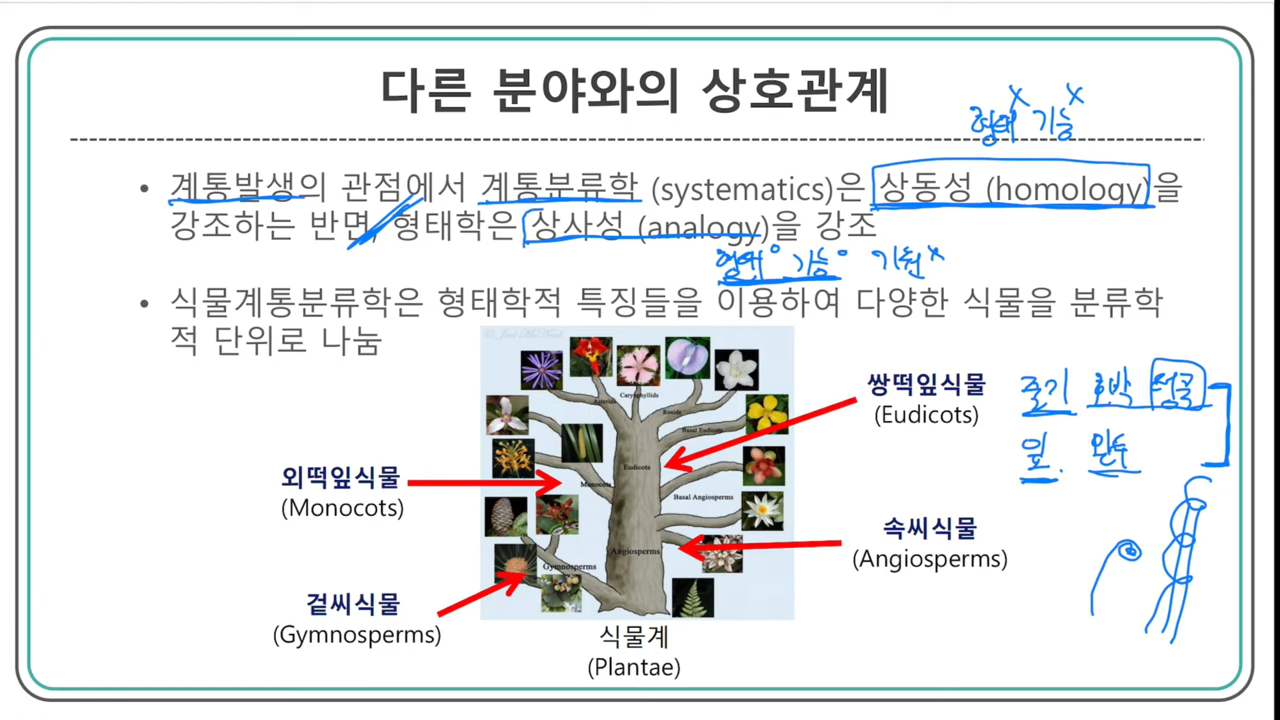 다른 분야와의 상호관계
x x
형태 기능
• 계통발생의 관점에서 계통분류학 (systematics)은 상동성 (homology)을
강조하는 반면, 형태학은 상사성 (analogy)을 강조
형태° 기능° 기원x
• 식물계통분류학은 형태학적 특징들을 이용하여 다양한 식물을 분류학
적 단위로 나눔
Asterids
Caryophyllids
Rosids
Basal Eudicots
Eudicots
Monocots
Basal Angiosperms
Angiosperms
Gymnosperms
쌍떡잎식물
(Eudicots)
줄기 호박
잎. 완두
외떡잎식물
(Monocots)
속씨식물
(Angiosperms)
겉씨식물
(Gymnosperms)
식물계
(Plantae)